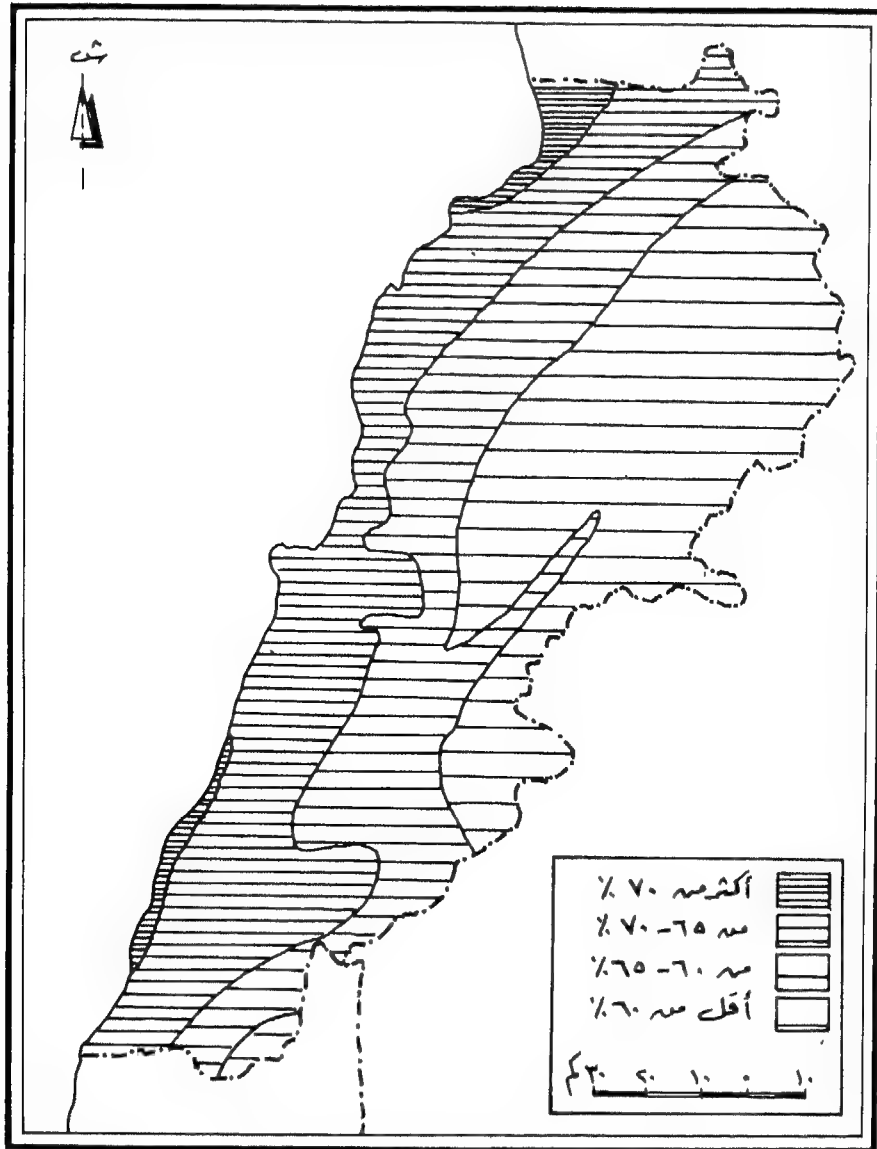 ش
أكثر من ٧٠ ٪
من ٦٥-٧٠ ٪
من ٦٠-٦٥ ٪
أقل من ٦٠ ٪
كم ٣٠ ٢٠ ١٠ ٠ ١٠